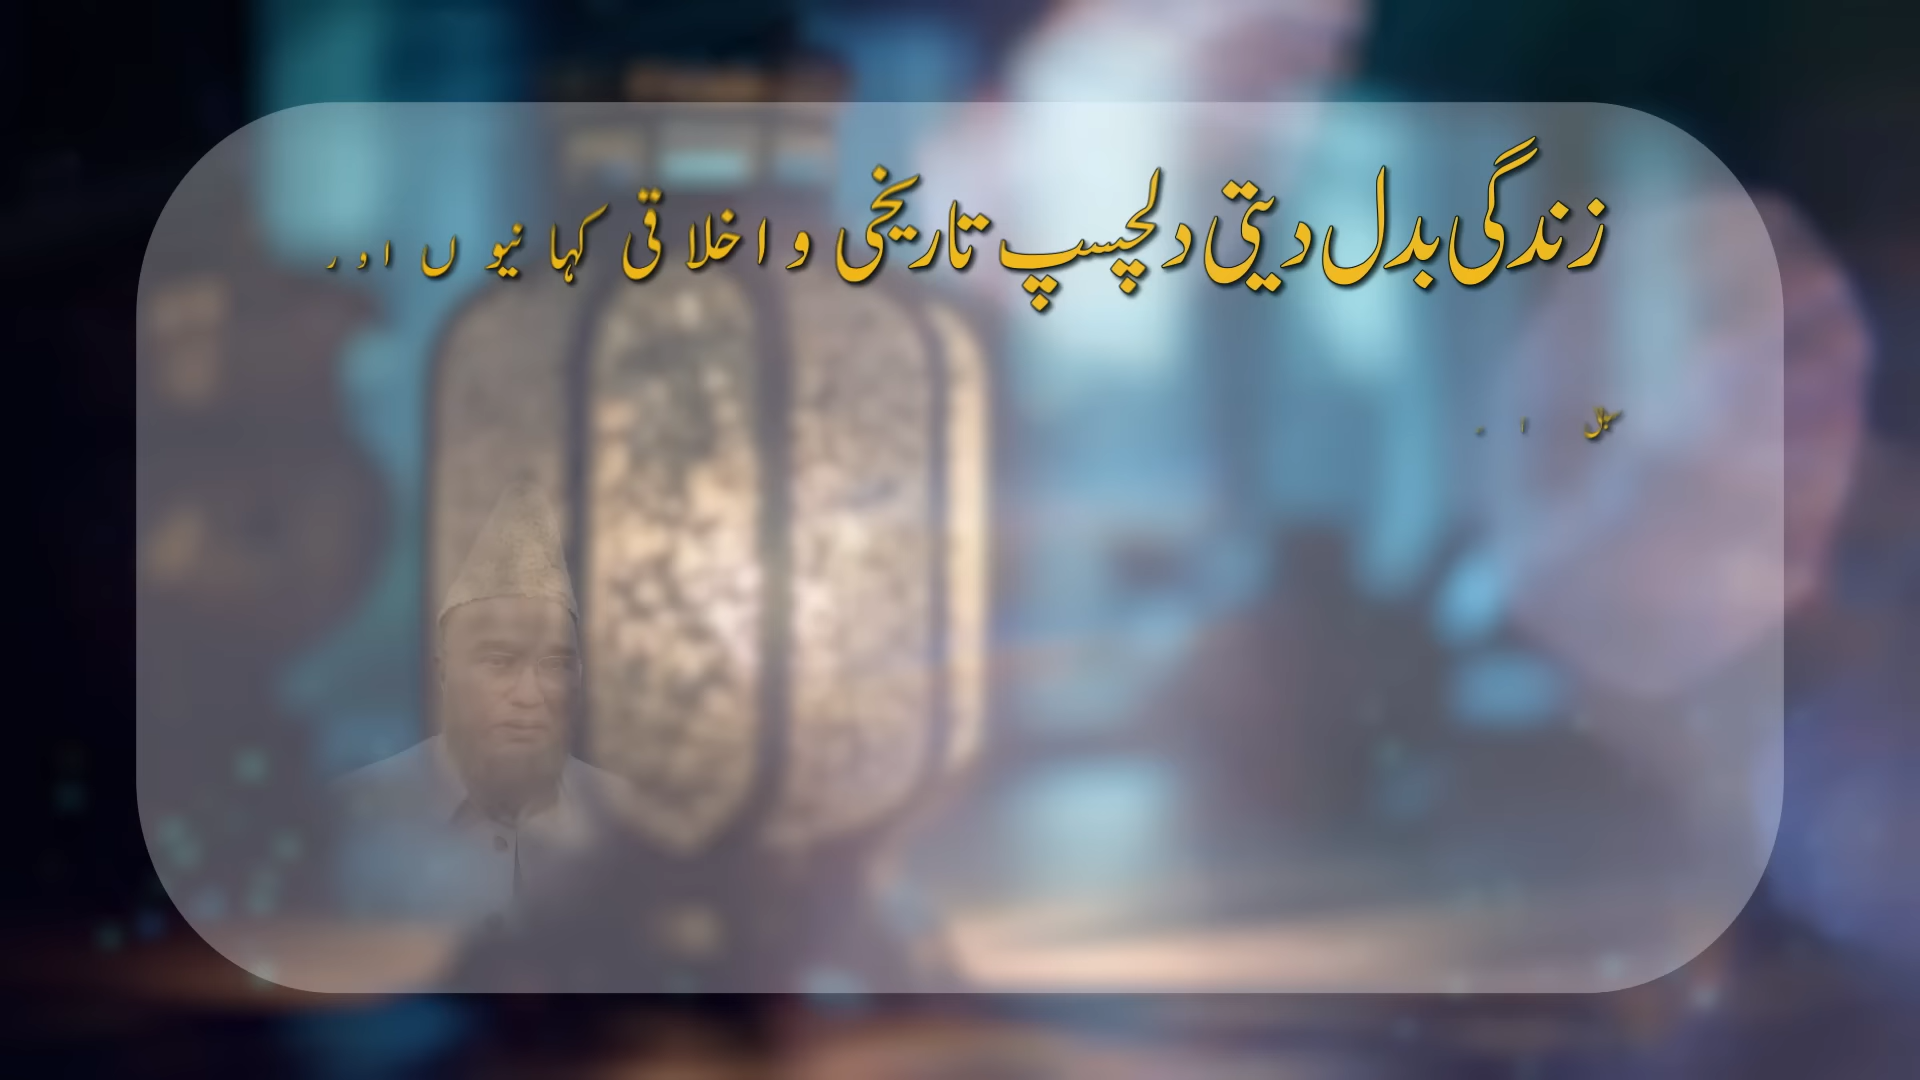 زندگی بدل دیتی دلچسپ تاریخی و اخلاقی کہانیوں اور